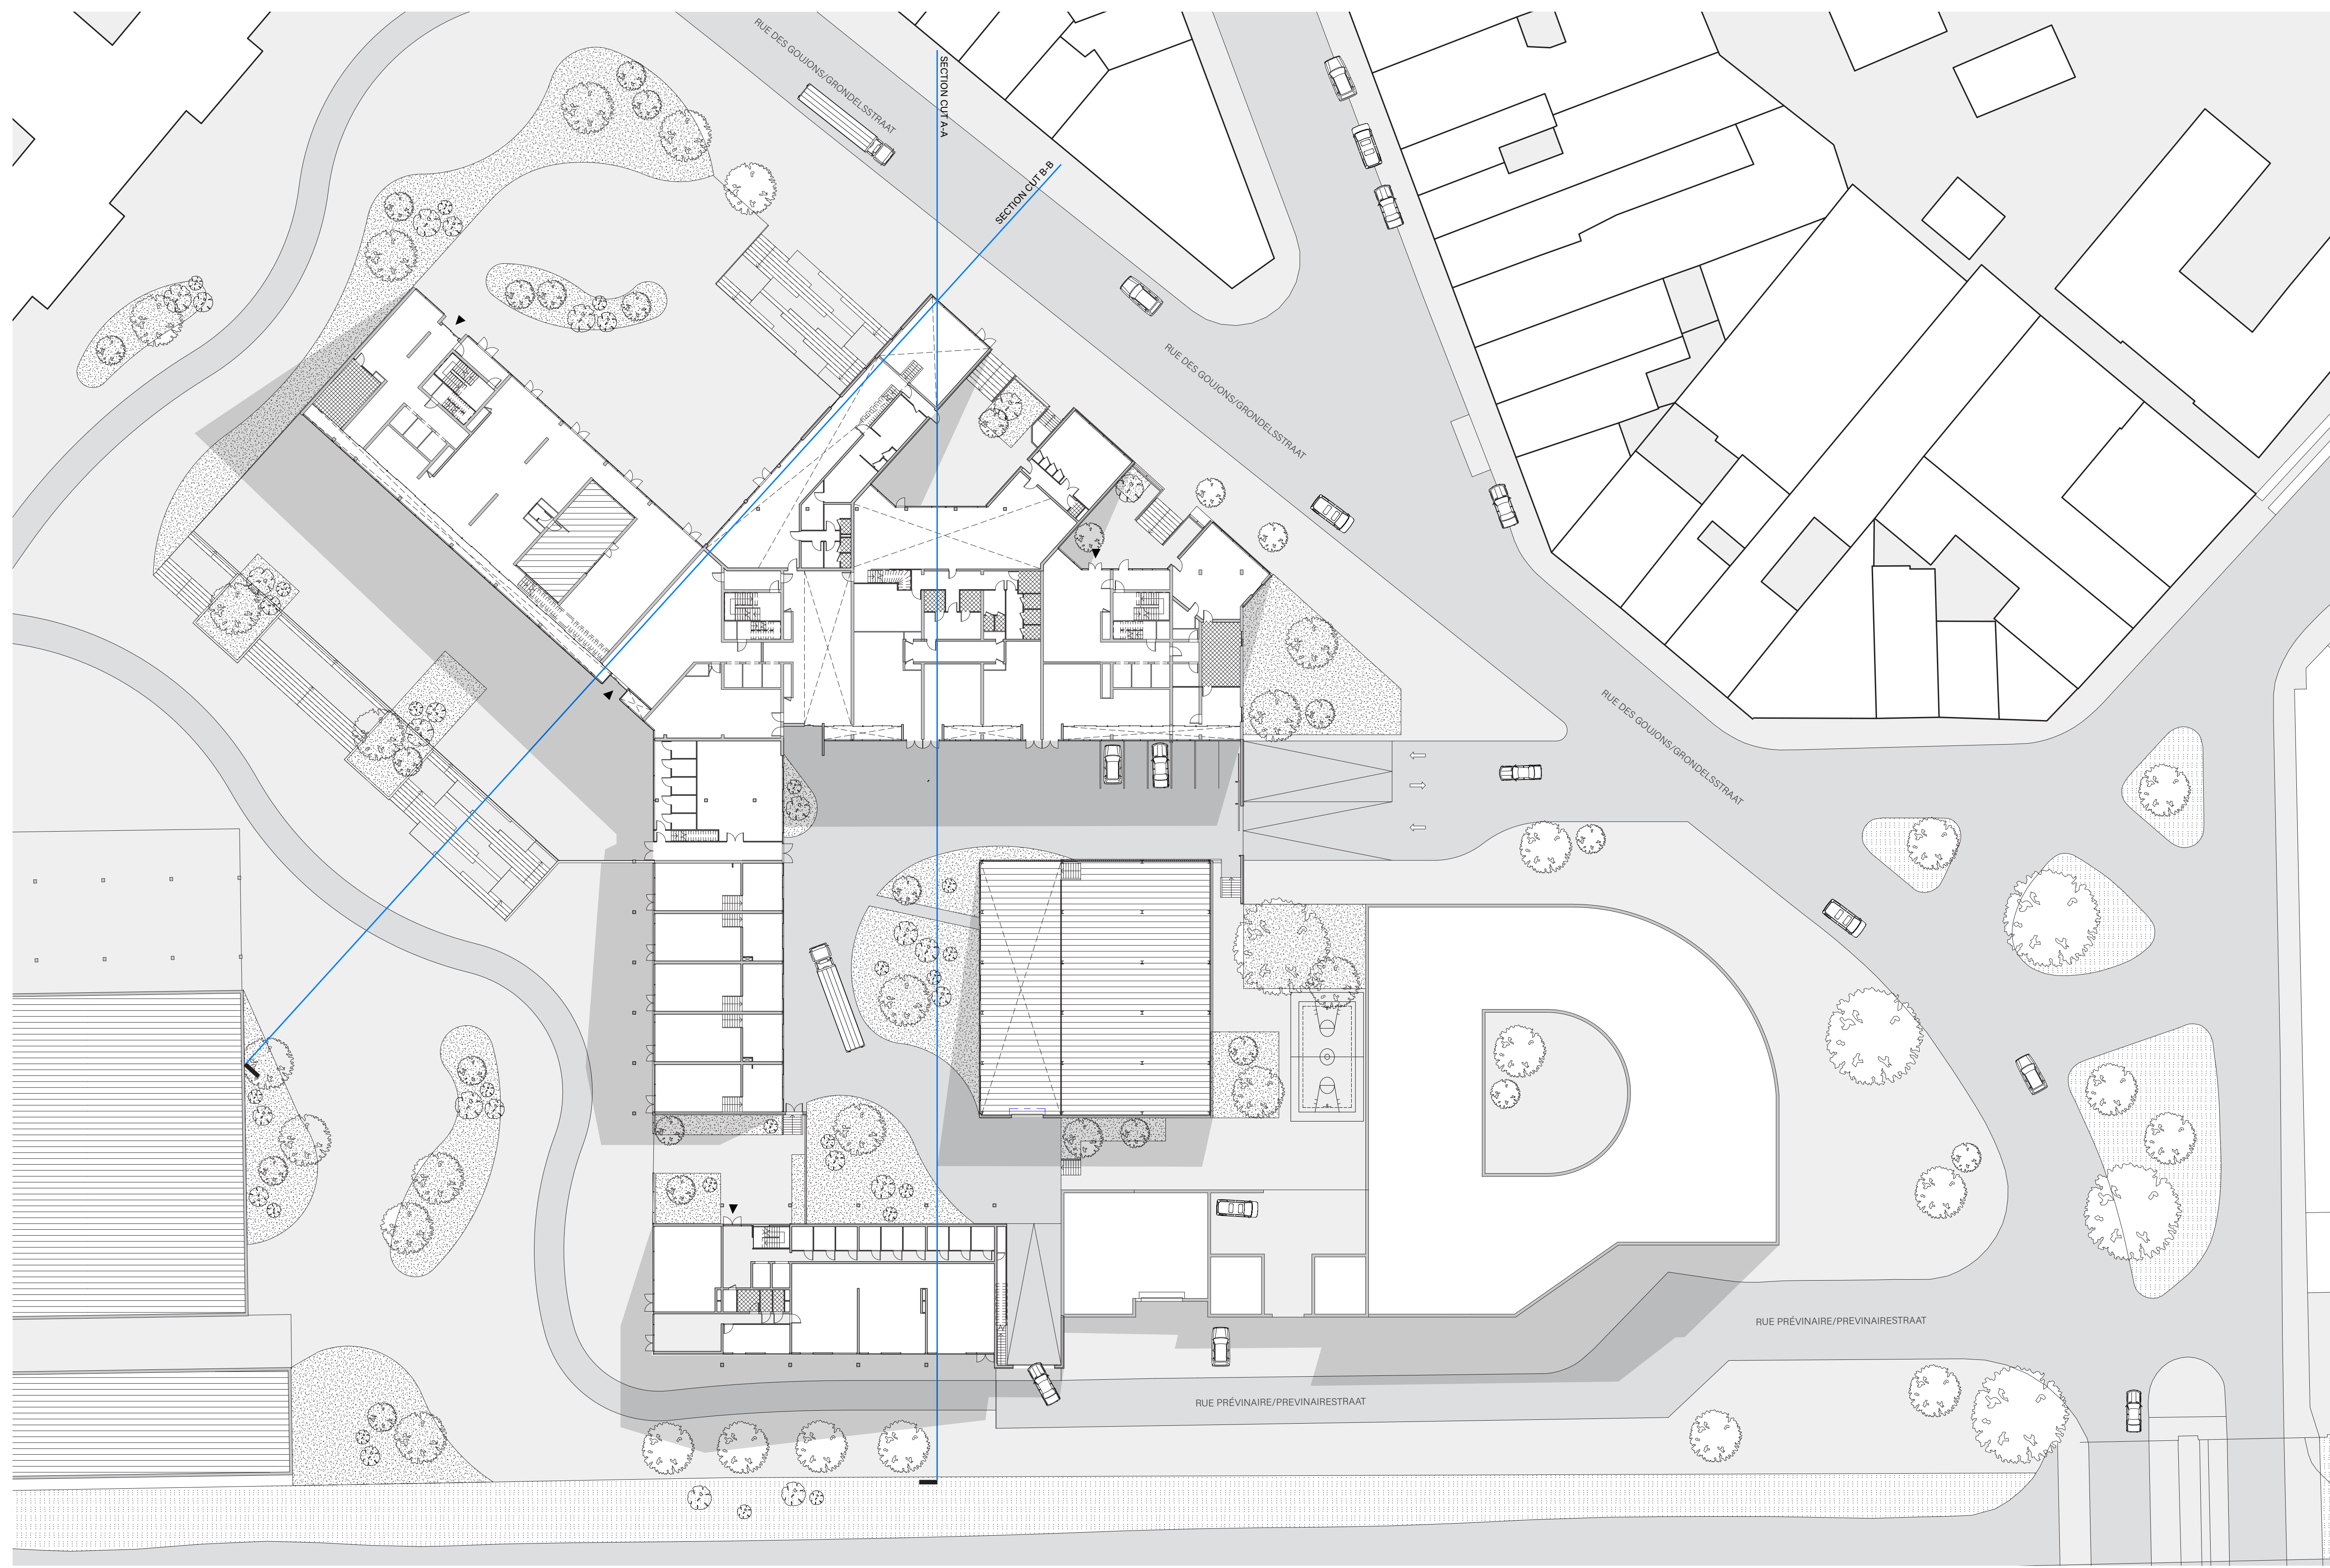 RUE DES GOUJONS/GRONDELSSTRAAT
SECTION CUT A-A
SECTION CUT B-B
RUE DES GOUJONS/GRONDELSSTRAAT
RUE DES GOUJONS/GRONDELSSTRAAT
RUE PRÉVINAIRE/PREVINAIRESTRAAT
RUE PRÉVINAIRE/PREVINAIRESTRAAT